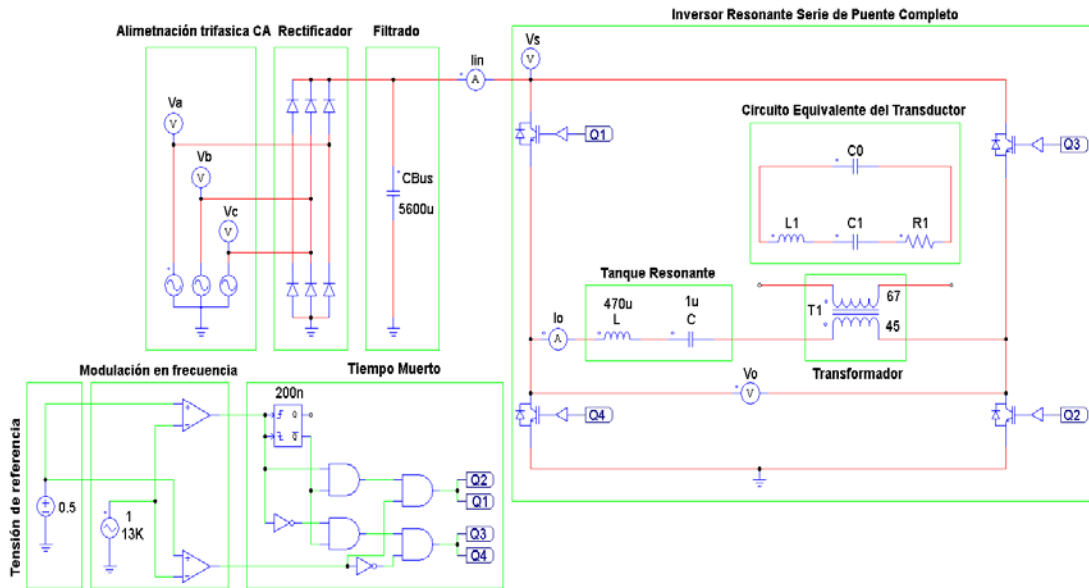 Inversor Resonante Serie de Puente Completo
Alimetnación trifasica CA
Rectificador
Filtrado
Va
V
Vb
V
Vc
V
CBus
5600u
Iin
A
Vs
V
Q1
Q3
Circuito Equivalente del Transductor
C0
L1
C1
R1
Tanque Resonante
470u
L
1u
C
Io
A
T1
67
45
Transformador
Vo
V
Q4
Q2
Tensión de referencia
0.5
Modulación en frecuencia
1
13K
Tiempo Muerto
200n
Q
Q
Q2
Q1
Q3
Q4